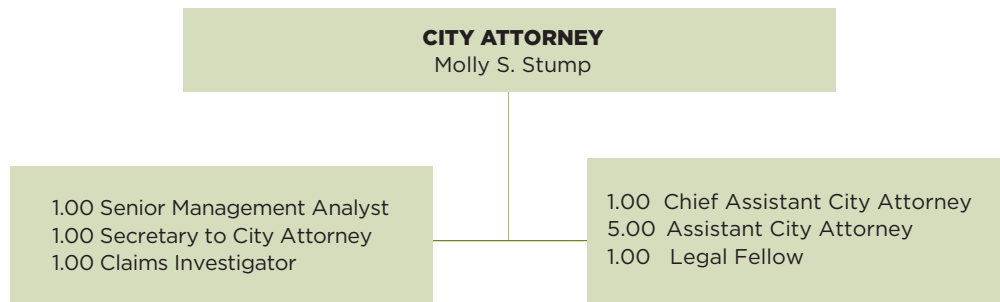 CITY ATTORNEY
Molly S. Stump
1.00 Senior Management Analyst
1.00 Secretary to City Attorney
1.00 Claims Investigator
1.00 Chief Assistant City Attorney
5.00 Assistant City Attorney
1.00 Legal Fellow